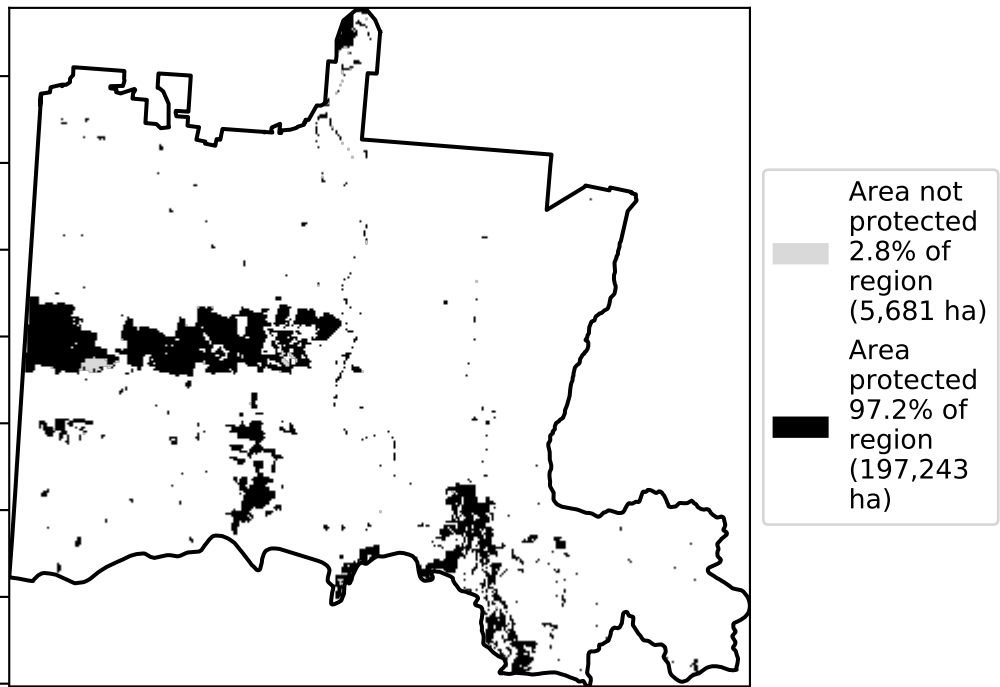 Area not
protected
2.8% of
region
(5,681 ha)
Area
protected
97.2% of
region
(197,243
ha)